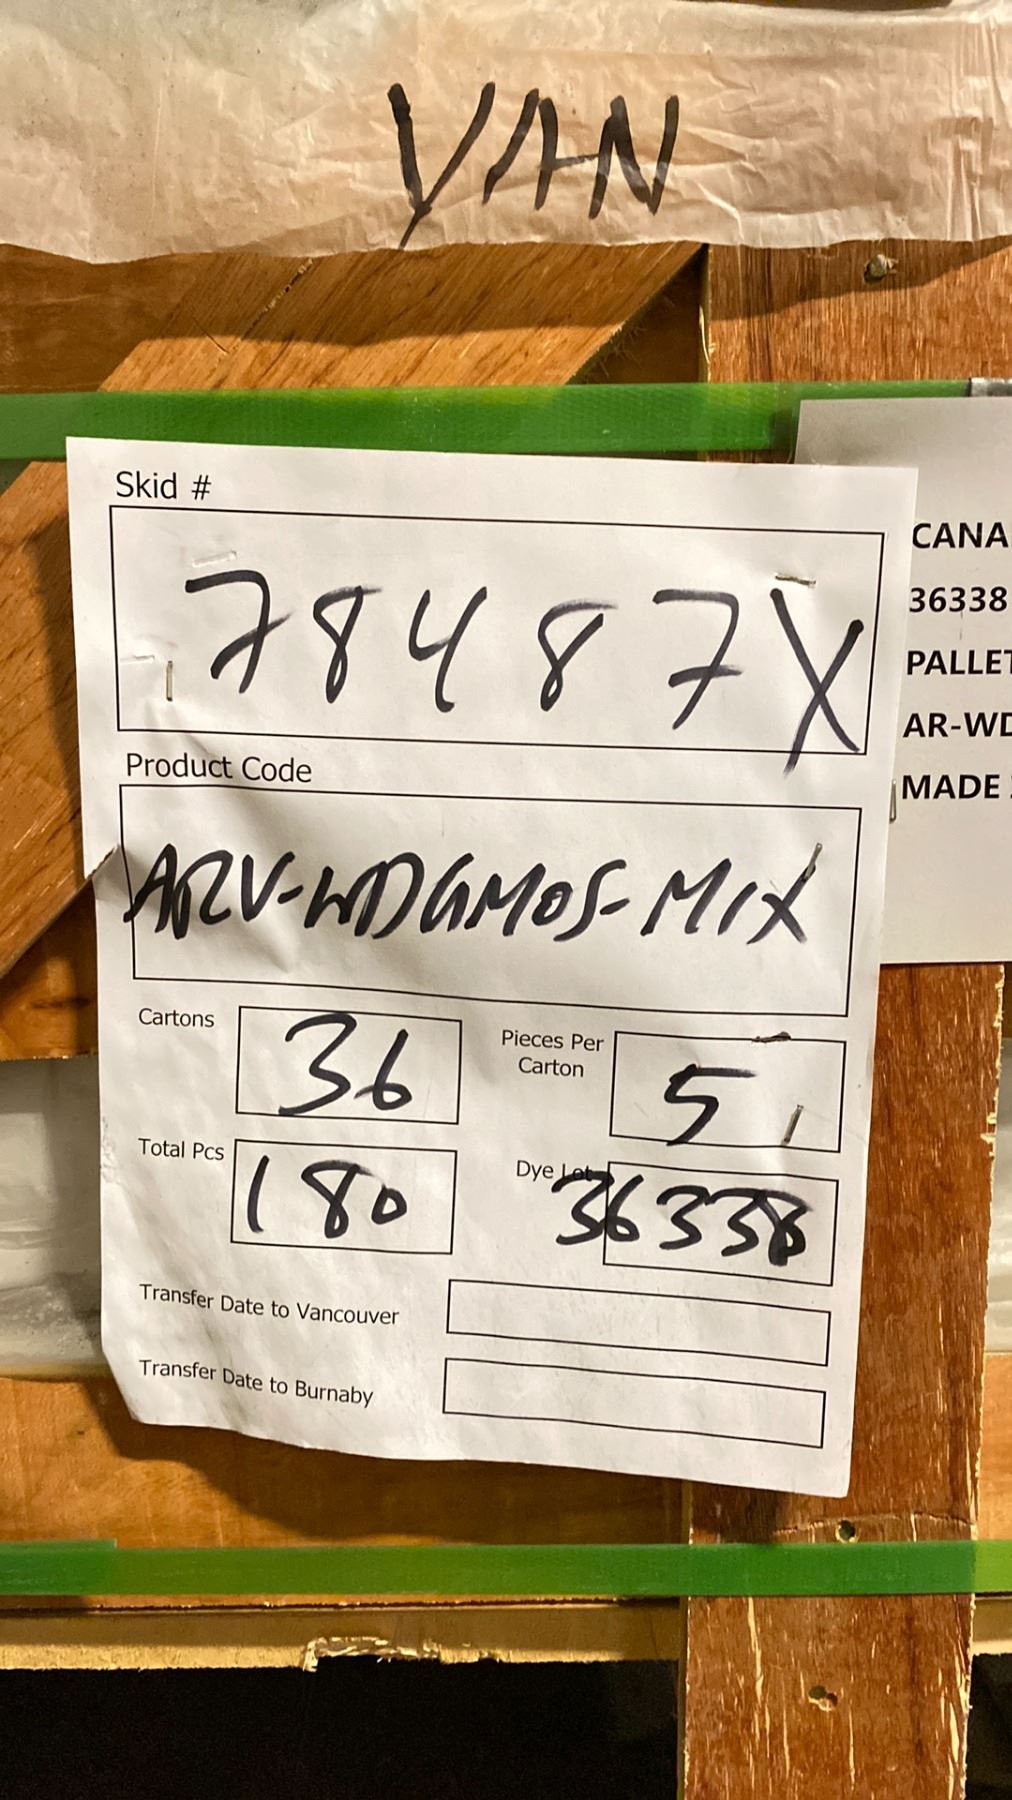 VAN
Skid #
78487X
Product Code
ARV-WDGMOS-MIX
Cartons
36
Pieces Per
Carton
5
Total Pcs
180
Dye Lot
36338
Transfer Date to Vancouver
Transfer Date to Burnaby
CANA
36338
PALLET
AR-WD
MADE